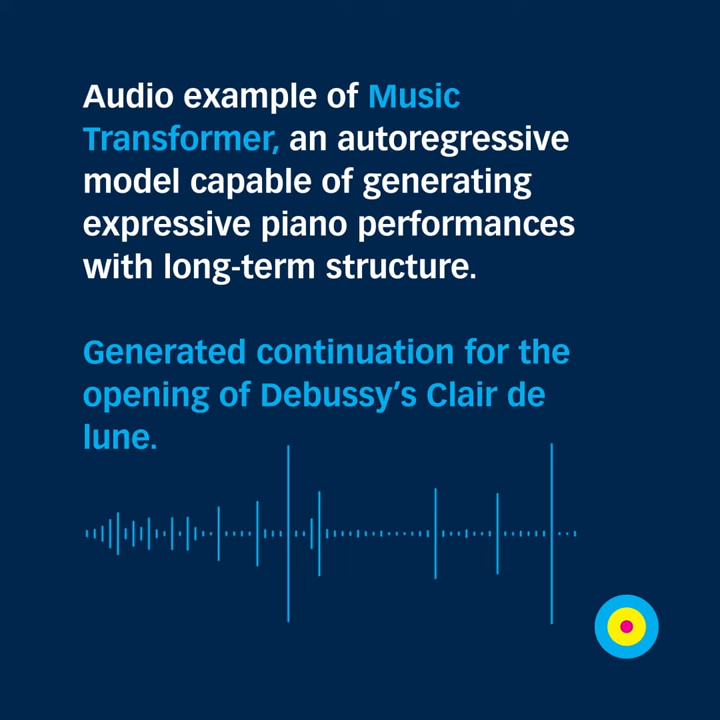 Audio example of Music
Transformer, an autoregressive
model capable of generating
expressive piano performances
with long-term structure.
Generated continuation for the
opening of Debussy’s Clair de
lune.